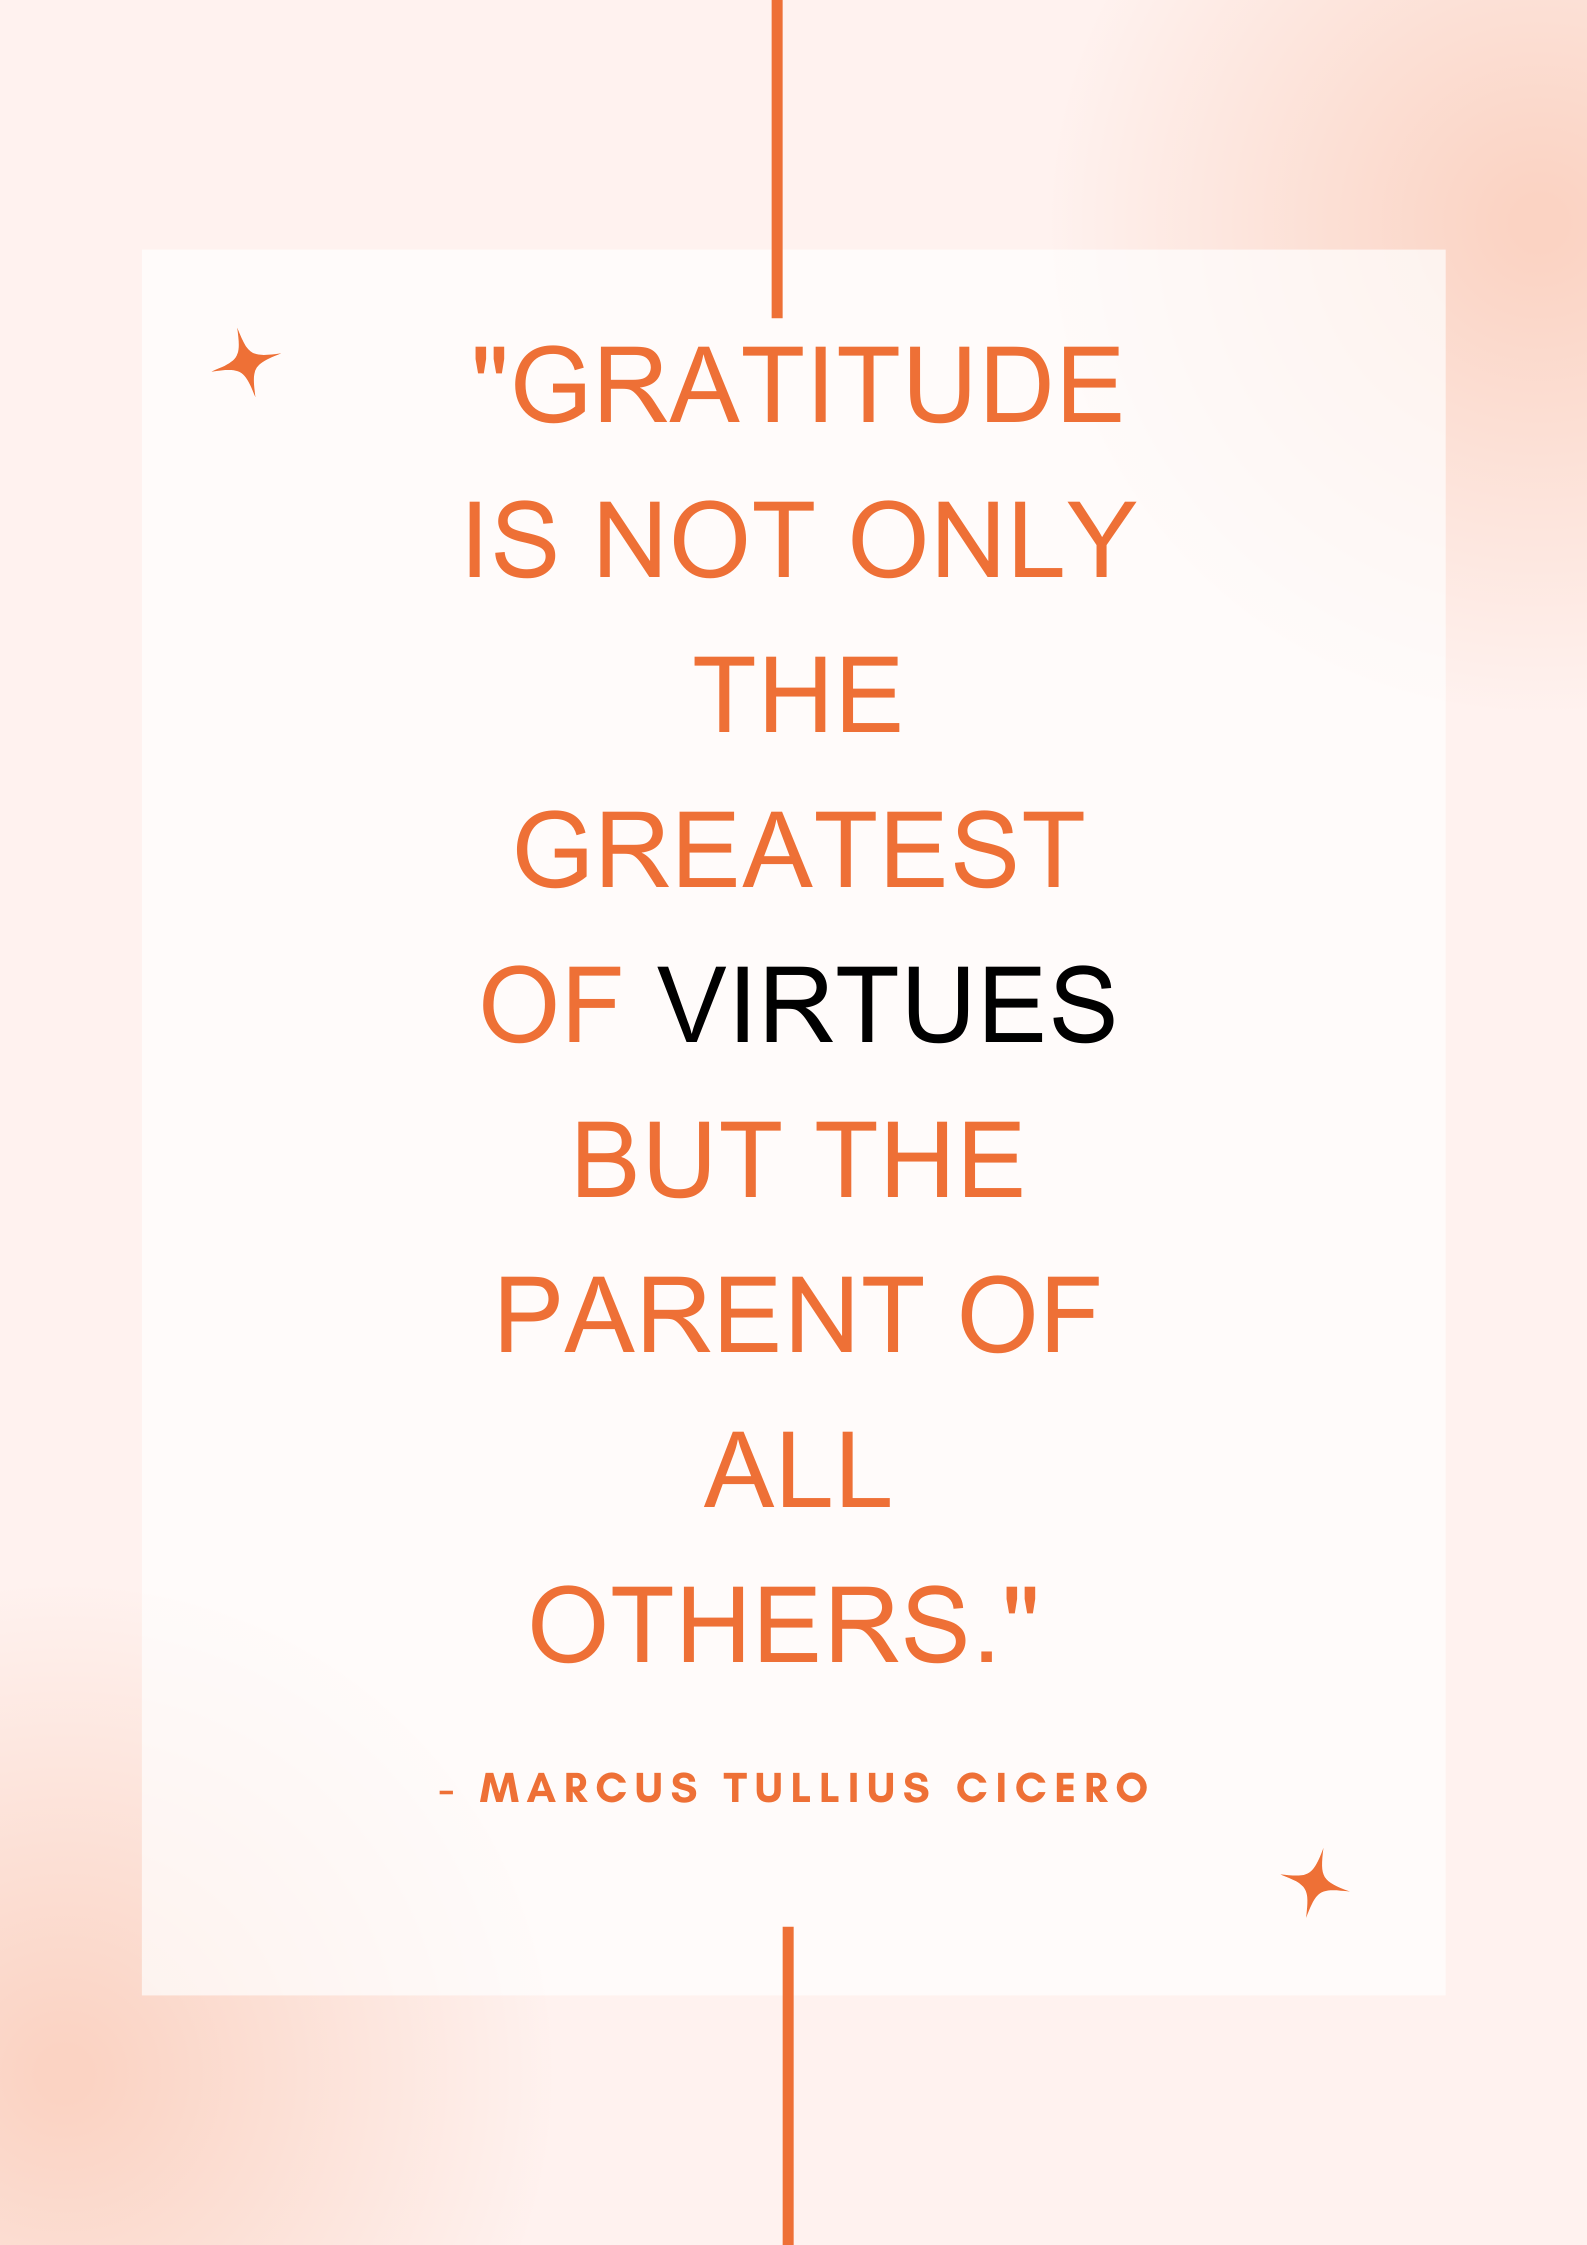 "GRATITUDE
IS NOT ONLY
THE
GREATEST
OF VIRTUES
BUT THE
PARENT OF
ALL
OTHERS."
- MARCUS TULLIUS CICERO